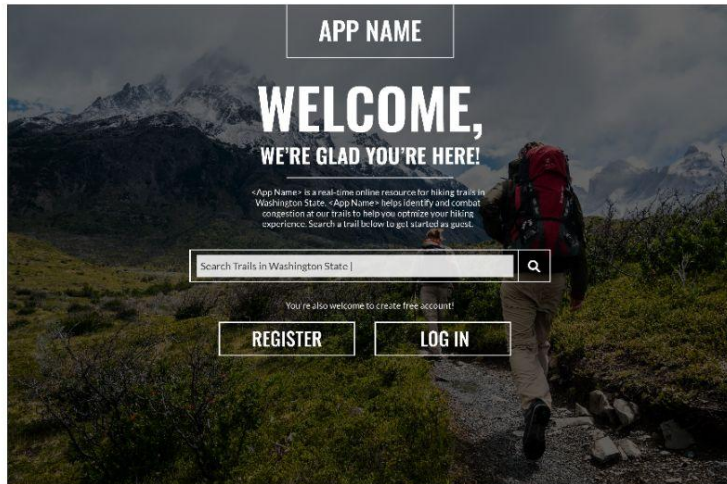 APP NAME
WELCOME,
WE'RE GLAD YOU'RE HERE!
<App Name> is a real-time online resource for hiking trails in
Washington State. <App Name> helps identify and combat
congestion at our trails to help you optmize your hiking
experience. Search a trail below to get started as guest.
Search Trails in Washington State |
You're also welcome to create free account!
REGISTER
LOG IN